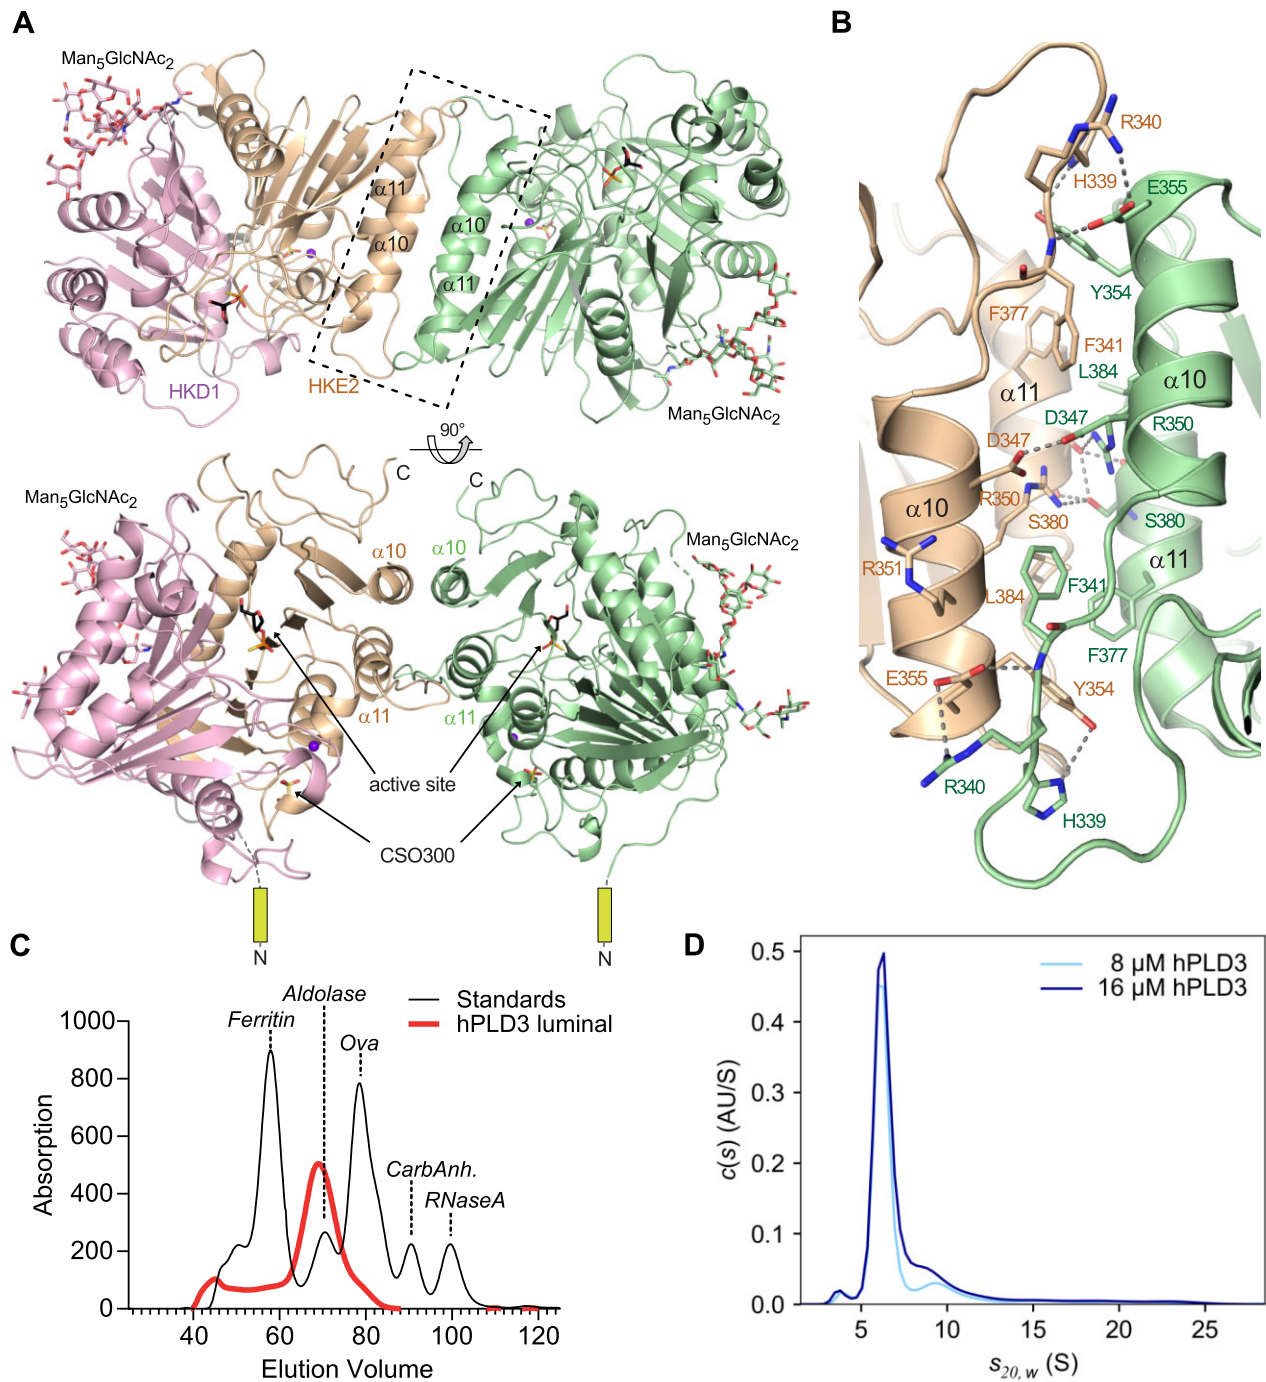 A
Man5GlcNAc2
α11
α10
α10
α11
HKD1
HKE2
Man5GlcNAc2
90°
C
C
Man5GlcNAc2
α10
α10
Man5GlcNAc2
α11
α11
active site
CSO300
N
N
B
R340
H339
E355
Y354
F377
F341
L384
α11
α10
D347
R350
D347
R350
S380
S380
α10
α11
R351
L384
F341
F377
E355
Y354
R340
H339
C
Aldolase
Ferritin
Ova
CarbAnh.
RNaseA
Standards
hPLD3 luminal
1000
800
600
400
200
0
Absorption
40
60
80
100
120
Elution Volume
D
8 µM hPLD3
16 µM hPLD3
0.5
0.4
0.3
0.2
0.1
0.0
c(s) (AU/S)
5
10
15
20
25
s20, w (S)